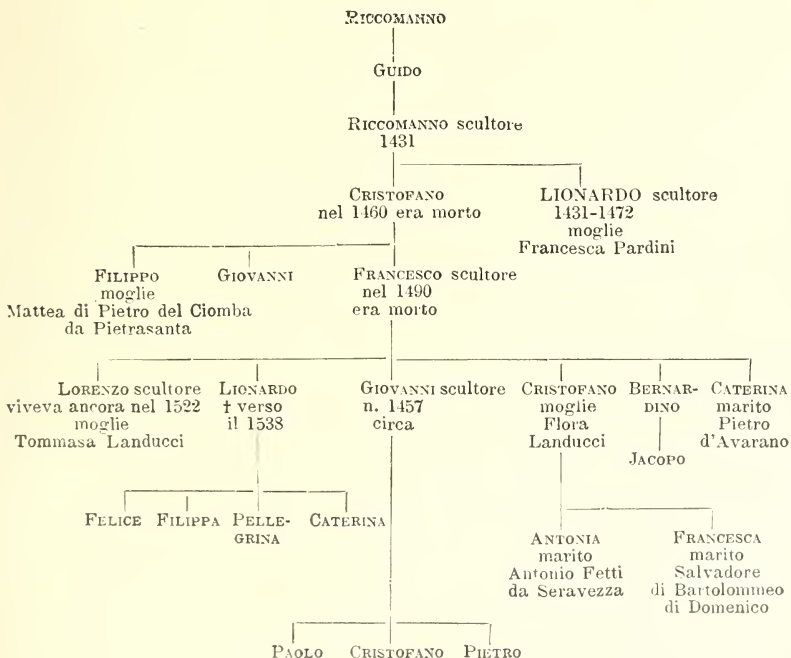 RICCOMANNO
GUIDO
RICCOMANNO scultore
1431
CRISTOFANO
nel 1460 era morto
LIONARDO scultore
1431-1472
moglie
Francesca Pardini
FILIPPO
moglie
Mattea di Pietro del Ciomba
da Pietrasanta
GIOVANNI
FRANCESCO scultore
nel 1490
era morto
LORENZO scultore
viveva ancora nel 1522
moglie
Tommasa Landucci
LIONARDO
† verso
il 1538
GIOVANNI scultore
n. 1457
circa
CRISTOFANO
moglie
Flora
Landucci
BERNAR-
DINO
JACOPO
CATERINA
marito
Pietro
d'Avarano
FELICE
FILIPPA
PELLE-
GRINA
CATERINA
ANTONIA
marito
Antonio Fetti
da Seravezza
FRANCESCA
marito
Salvadore
di Bartolommeo
di Domenico
PAOLO
CRISTOFANO
PIETRO